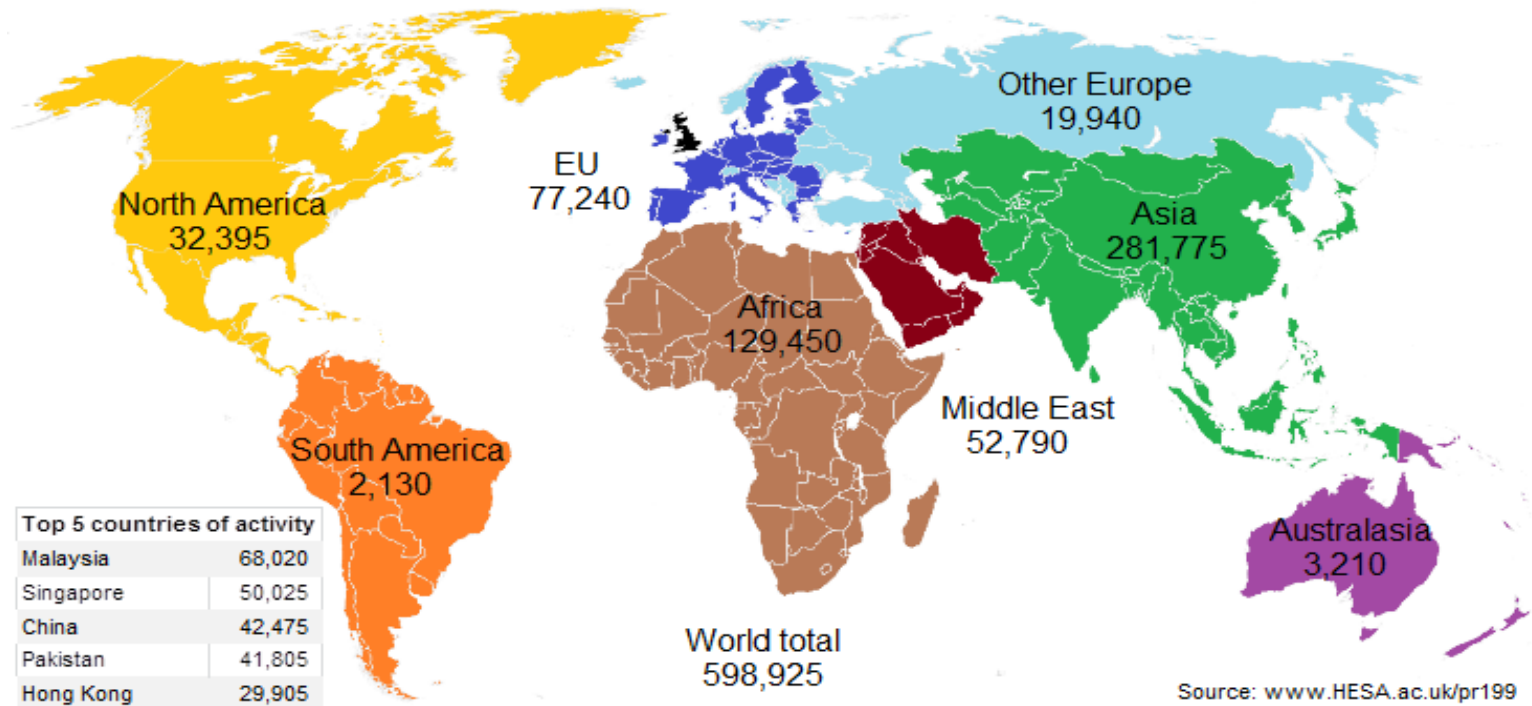 Other Europe
19,940
EU
77,240
North America
32,395
Asia
281,775
Africa
129,450
Middle East
52,790
South America
2,130
Australasia
3,210
Top 5 countries of activity
Malaysia 68,020
Singapore 50,025
China 42,475
Pakistan 41,805
Hong Kong 29,905
World total
598,925
Source: www.HESA.ac.uk/pr199